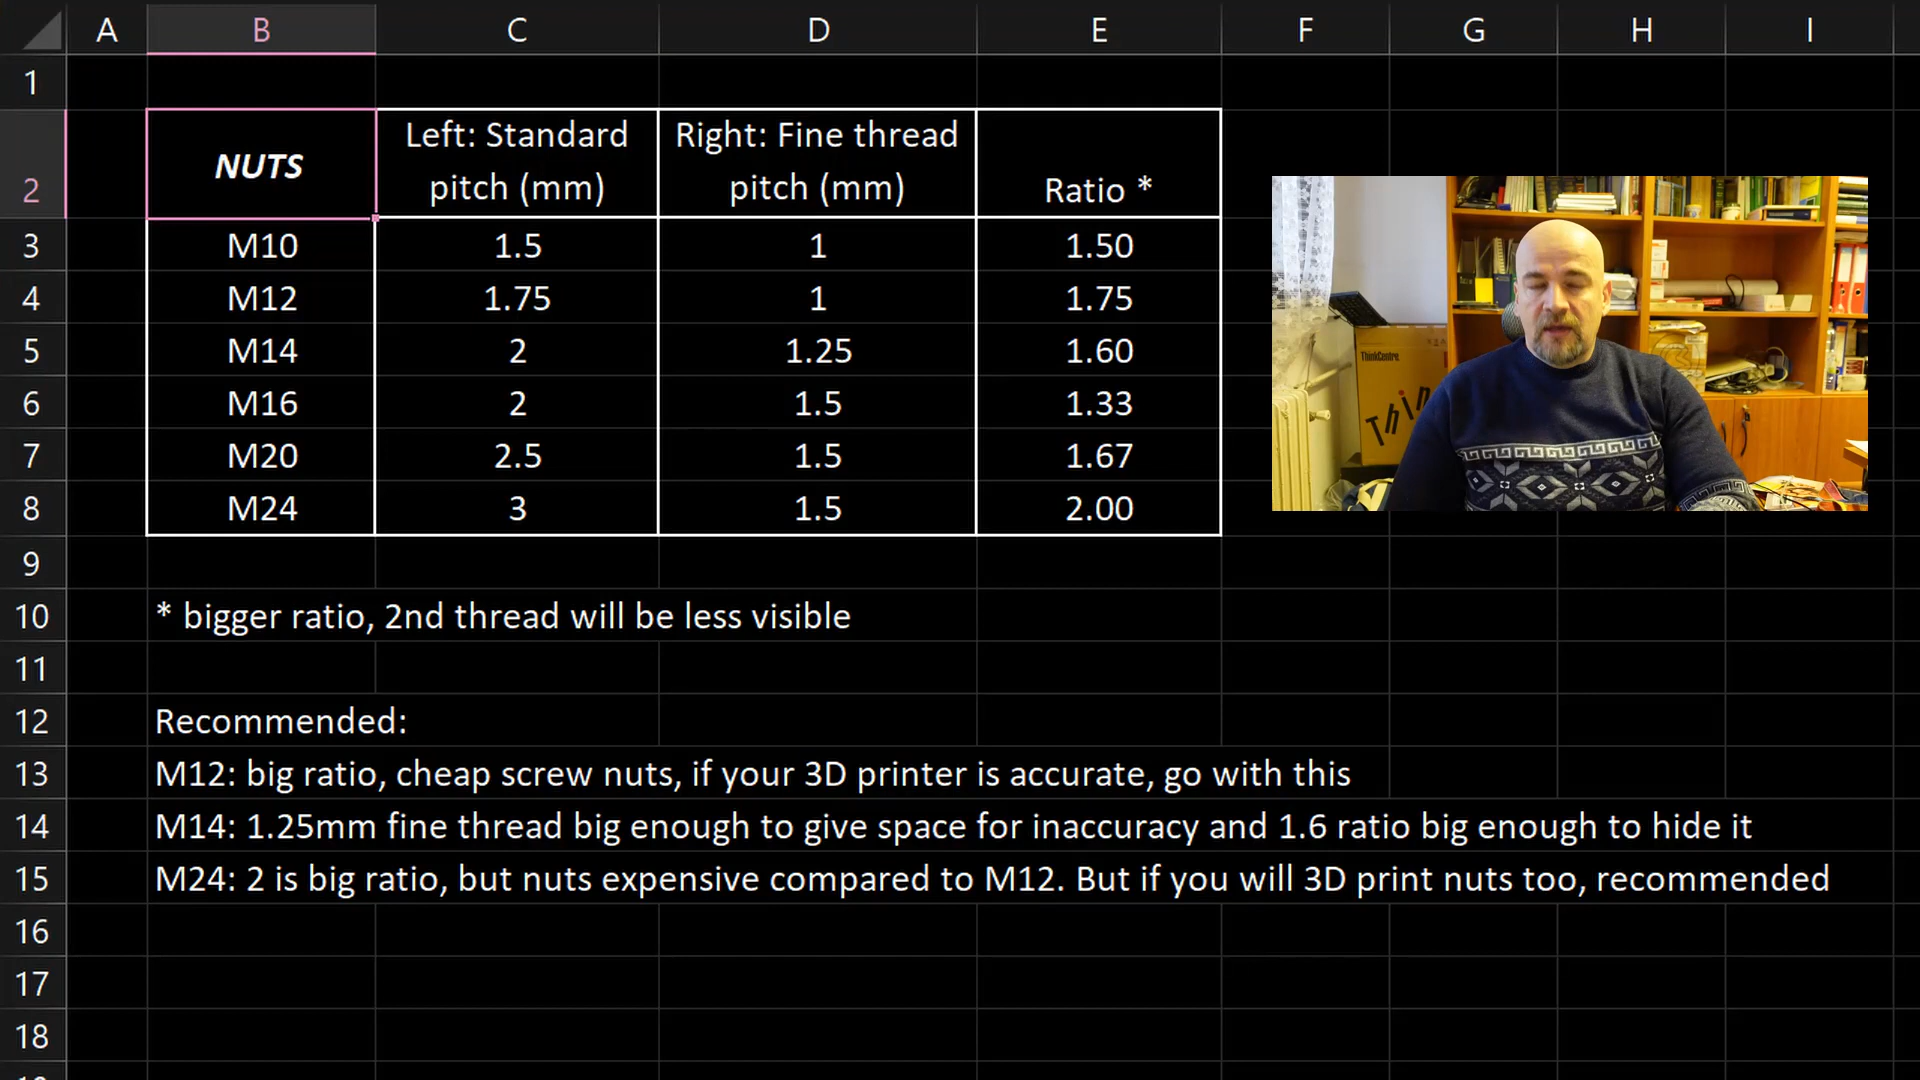 A B C D E F G H I
1
2 NUTS Left: Standard pitch (mm) Right: Fine thread pitch (mm) Ratio *
3 M10 1.5 1 1.50
4 M12 1.75 1 1.75
5 M14 2 1.25 1.60
6 M16 2 1.5 1.33
7 M20 2.5 1.5 1.67
8 M24 3 1.5 2.00
9
10 * bigger ratio, 2nd thread will be less visible
11
12 Recommended:
13 M12: big ratio, cheap screw nuts, if your 3D printer is accurate, go with this
14 M14: 1.25mm fine thread big enough to give space for inaccuracy and 1.6 ratio big enough to hide it
15 M24: 2 is big ratio, but nuts expensive compared to M12. But if you will 3D print nuts too, recommended
16
17
18
ThinkCentre
Thin